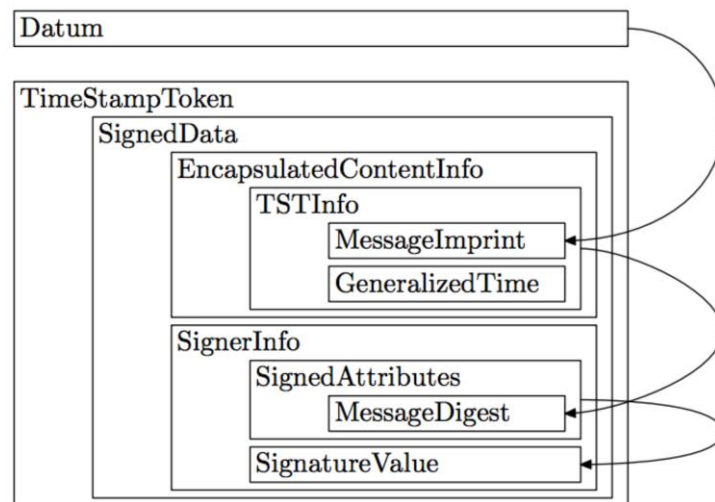 Datum
TimeStampToken
SignedData
EncapsulatedContentInfo
TSTInfo
MessageImprint
GeneralizedTime
SignerInfo
SignedAttributes
MessageDigest
SignatureValue